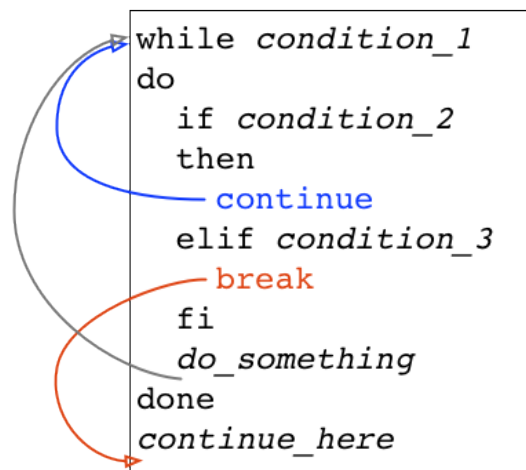 while condition_1
do
if condition_2
then
continue
elif condition_3
break
fi
do_something
done
continue_here